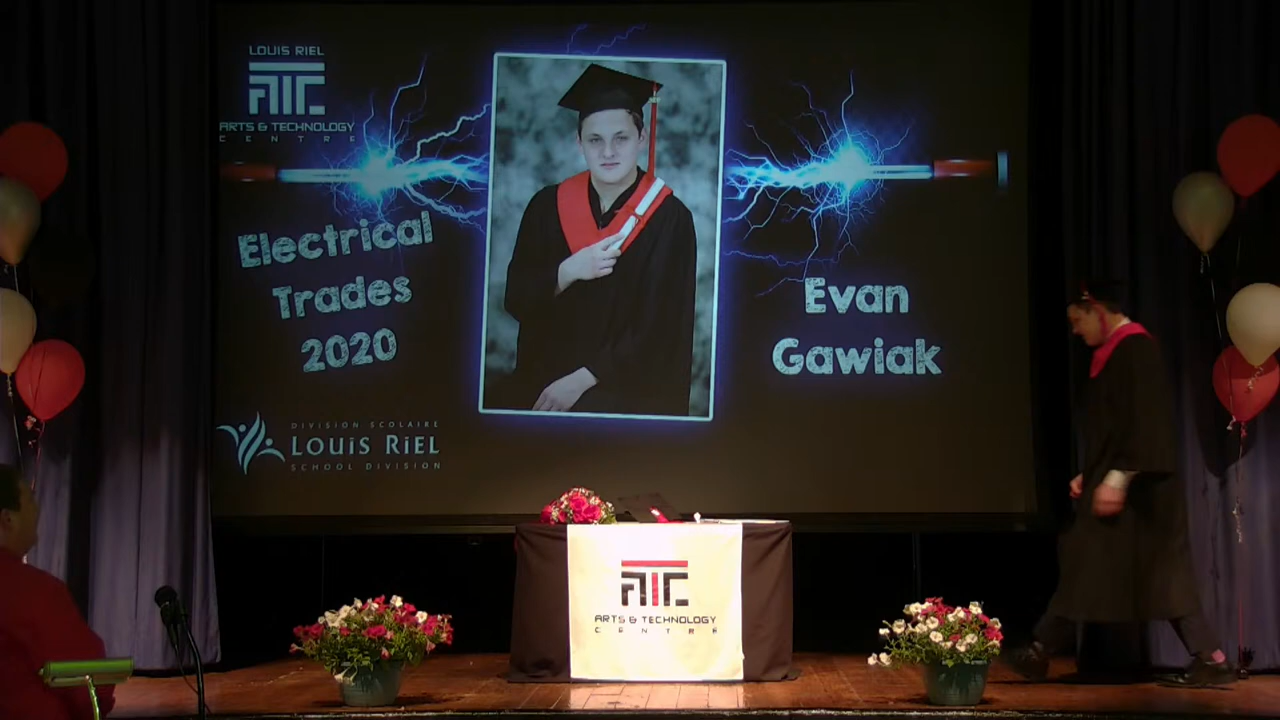 LOUIS RIEL
ATC
ARTS & TECHNOLOGY
CENTRE
Electrical
Trades
2020
Evan
Gawiak
DIVISION SCOLAIRE
LOUIS RIEL
SCHOOL DIVISION
ATC
ARTS & TECHNOLOGY
CENTRE